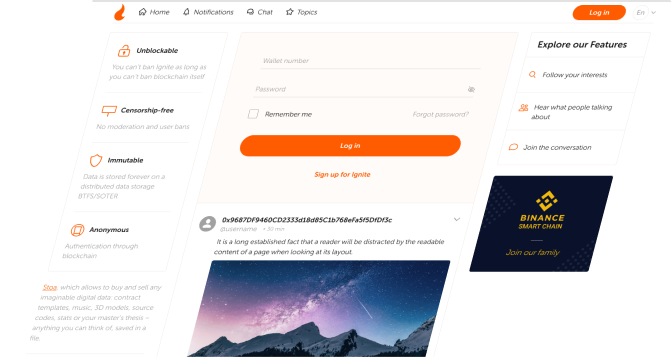 Home
Notifications
Chat
Topics
Log in
En
Unblockable
You can't ban Ignite as long as
you can't ban blockchain itself
Censorship-free
No moderation and user bans
Immutable
Data is stored forever on a
distributed data storage
BTFS/SOTER
Anonymous
Authentication through
blockchain
Stoa, which allows to buy and sell any
imaginable digital data: contract
templates, music, 3D models, source
codes, stats or your master's thesis –
anything you can think of, saved in a
file.
Wallet number
Password
Remember me
Forgot password?
Log in
Sign up for Ignite
0x9687DF9460CD2333d18d85C1b768eFa5f5DfDf3c
@username • 30 min
It is a long established fact that a reader will be distracted by the readable
content of a page when looking at its layout.
Explore our Features
Follow your interests
Hear what people talking
about
Join the conversation
BINANCE
SMART CHAIN
Join our family